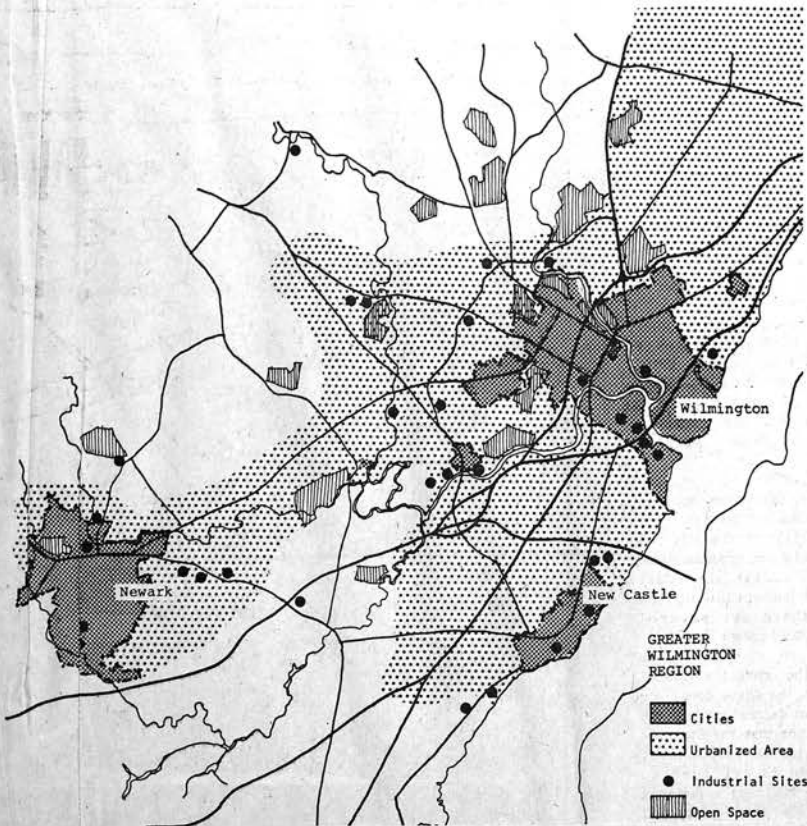 Wilmington
Newark
New Castle
GREATER
WILMINGTON
REGION
Cities
Urbanized Area
Industrial Sites
Open Space